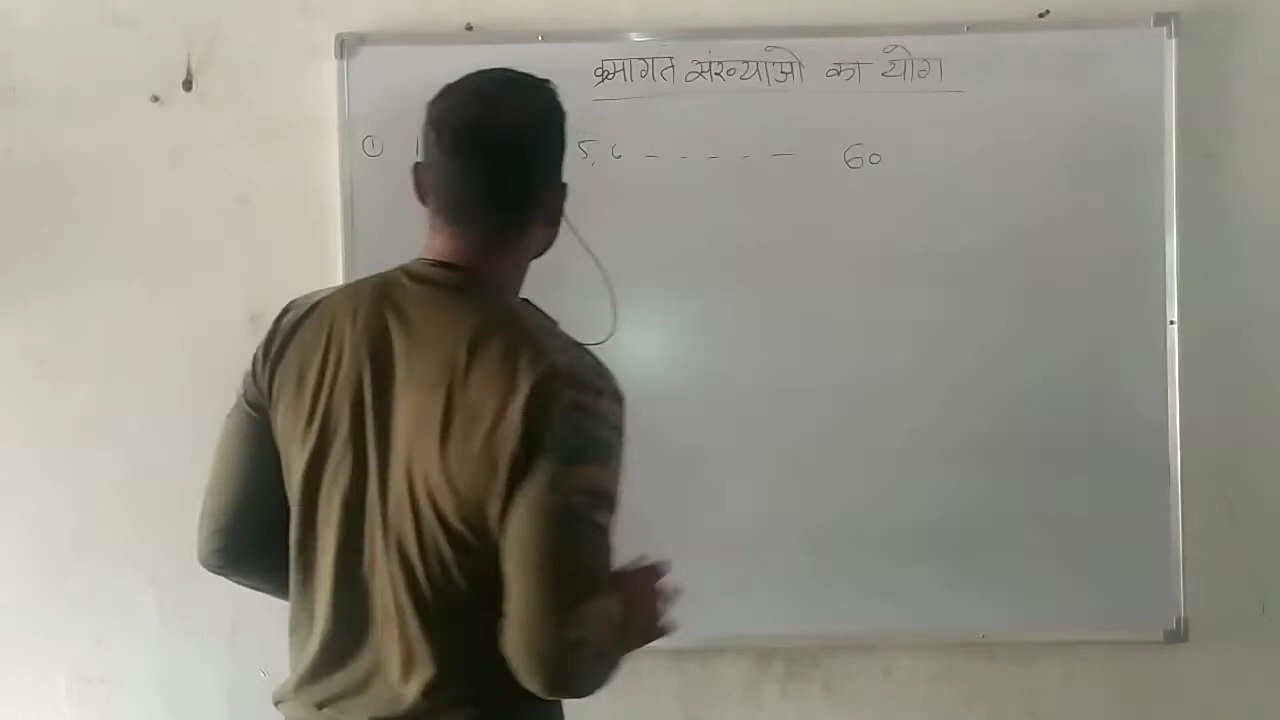 क्रमागत संख्याओ का योग
① 1 5, 6 - - - - - - 60